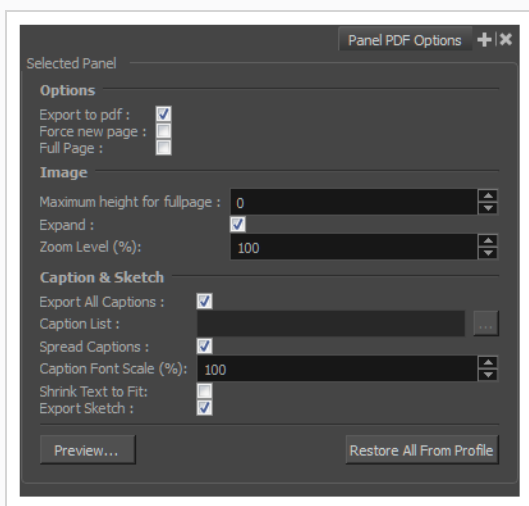 Panel PDF Options
Selected Panel
Options
Export to pdf :
Force new page :
Full Page :
Image
Maximum height for fullpage : 0
Expand :
Zoom Level (%): 100
Caption & Sketch
Export All Captions :
Caption List : ...
Spread Captions :
Caption Font Scale (%): 100
Shrink Text to Fit:
Export Sketch :
Preview... Restore All From Profile